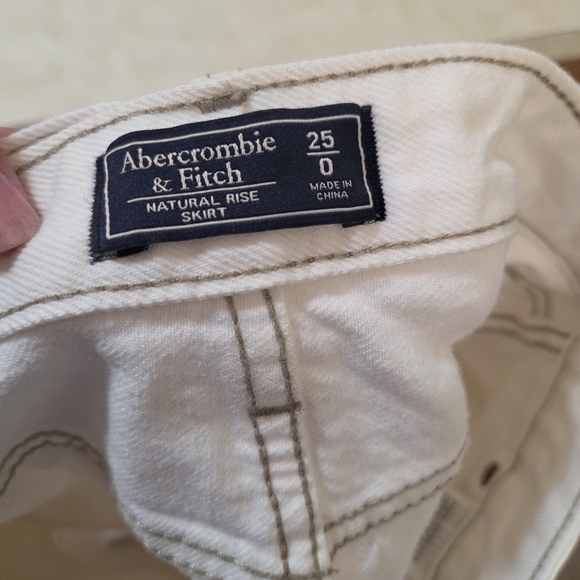 Abercrombie
& Fitch
NATURAL RISE
SKIRT
25
0
MADE IN
CHINA